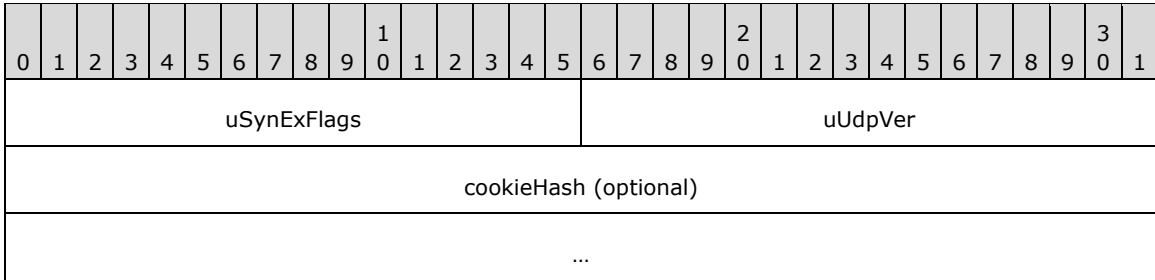 1 2 3
0 1 2 3 4 5 6 7 8 9 0 1 2 3 4 5 6 7 8 9 0 1 2 3 4 5 6 7 8 9 0 1
uSynExFlags uUdpVer
cookieHash (optional)
...